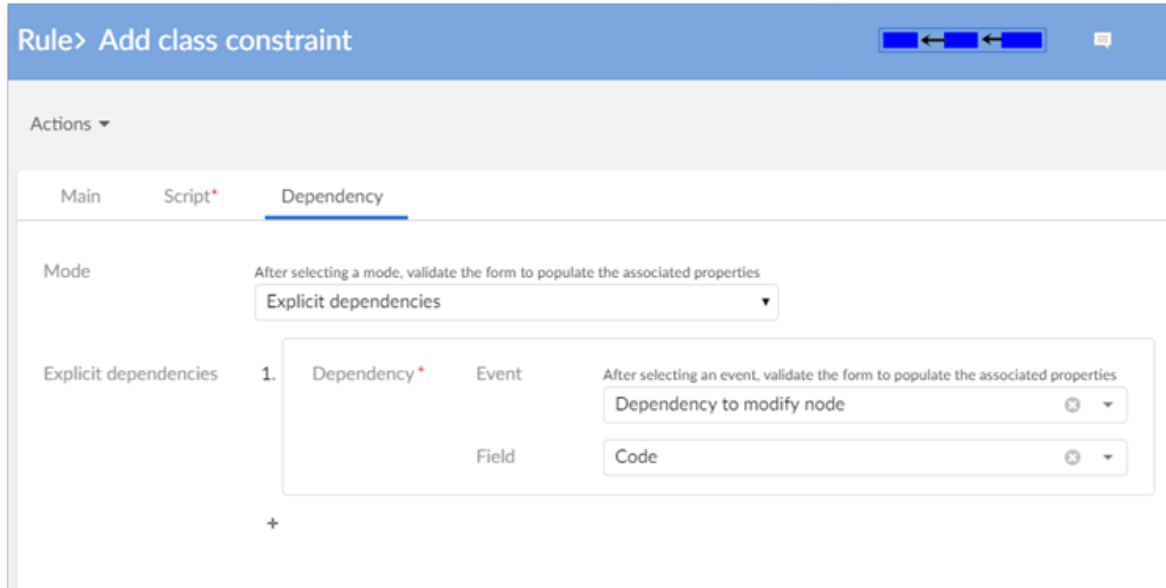 Rule> Add class constraint
Actions
Main Script* Dependency
Mode
After selecting a mode, validate the form to populate the associated properties
Explicit dependencies
Explicit dependencies 1. Dependency* Event
After selecting an event, validate the form to populate the associated properties
Dependency to modify node
Field Code
+